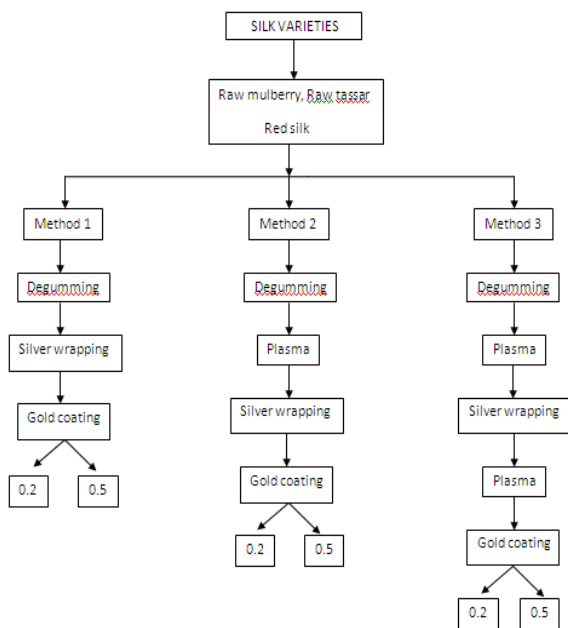 SILK VARIETIES
Raw mulberry, Raw tassar
Red silk
Method 1
Degumming
Silver wrapping
Gold coating
0.2
0.5
Method 2
Degumming
Plasma
Silver wrapping
Gold coating
0.2
0.5
Method 3
Degumming
Plasma
Silver wrapping
Plasma
Gold coating
0.2
0.5